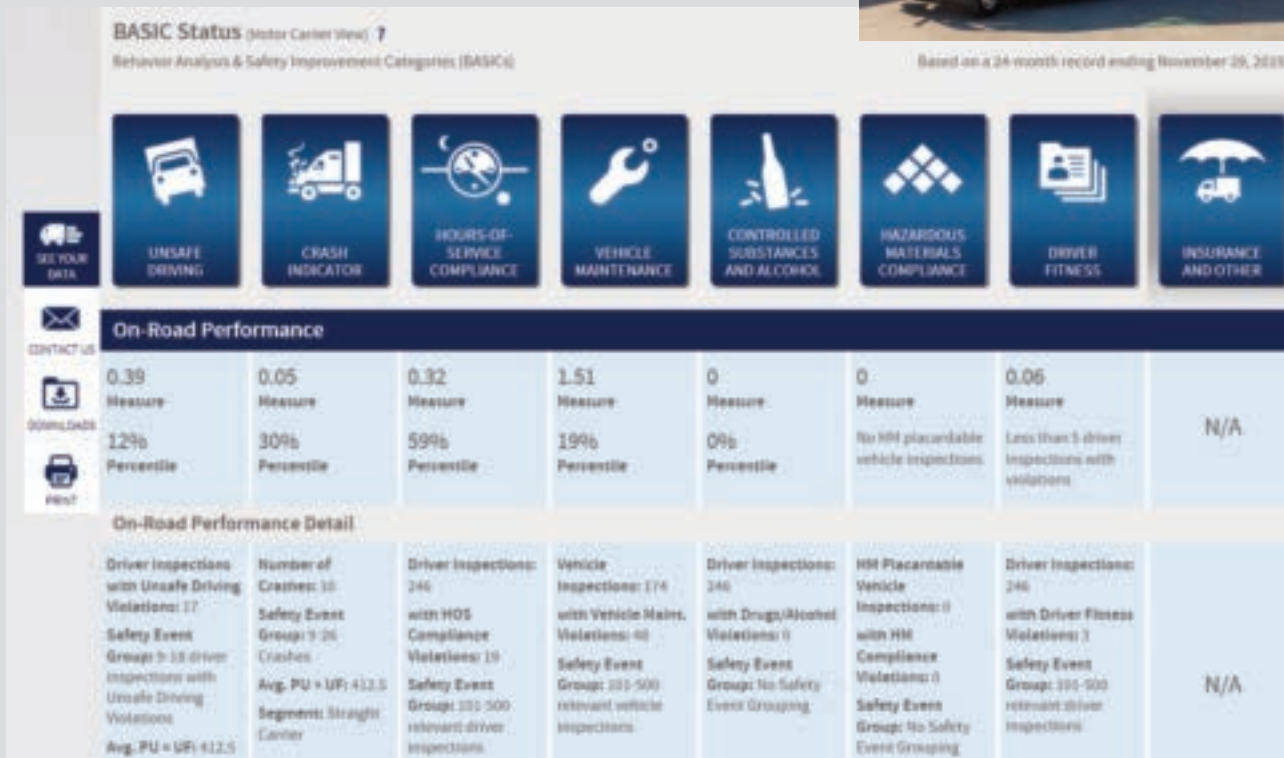 BASIC Status (Motor Carrier View) ?
Behavior Analysis & Safety Improvement Categories (BASICs)
Based on a 24-month record ending November 29, 2019
UNSAFE
DRIVING
CRASH
INDICATOR
HOURS-OF-
SERVICE
COMPLIANCE
VEHICLE
MAINTENANCE
CONTROLLED
SUBSTANCES
AND ALCOHOL
HAZARDOUS
MATERIALS
COMPLIANCE
DRIVER
FITNESS
INSURANCE
AND OTHER
SEE YOUR
DATA
CONTACT US
DOWNLOADS
PRINT
On-Road Performance
0.39
Measure
12%
Percentile
0.05
Measure
30%
Percentile
0.32
Measure
59%
Percentile
1.51
Measure
19%
Percentile
0
Measure
0%
Percentile
0
Measure
No HM placardable
vehicle inspections
0.06
Measure
Less than 5 driver
inspections with
violations
N/A
On-Road Performance Detail
Driver Inspections
with Unsafe Driving
Violations: 17
Safety Event
Group: 9-18 driver
inspections with
Unsafe Driving
Violations
Avg. PU × UF: 412.5
Number of
Crashes: 10
Safety Event
Group: 9-26
Crashes
Avg. PU × UF: 412.5
Segment: Straight
Carrier
Driver Inspections:
246
with HOS
Compliance
Violations: 19
Safety Event
Group: 101-500
relevant driver
inspections
Vehicle
Inspections: 174
with Vehicle Maint.
Violations: 48
Safety Event
Group: 101-500
relevant vehicle
inspections
Driver Inspections:
246
with Drugs/Alcohol
Violations: 0
Safety Event
Group: No Safety
Event Grouping
HM Placardable
Vehicle
Inspections: 0
with HM
Compliance
Violations: 0
Safety Event
Group: No Safety
Event Grouping
Driver Inspections:
246
with Driver Fitness
Violations: 3
Safety Event
Group: 101-500
relevant driver
inspections
N/A